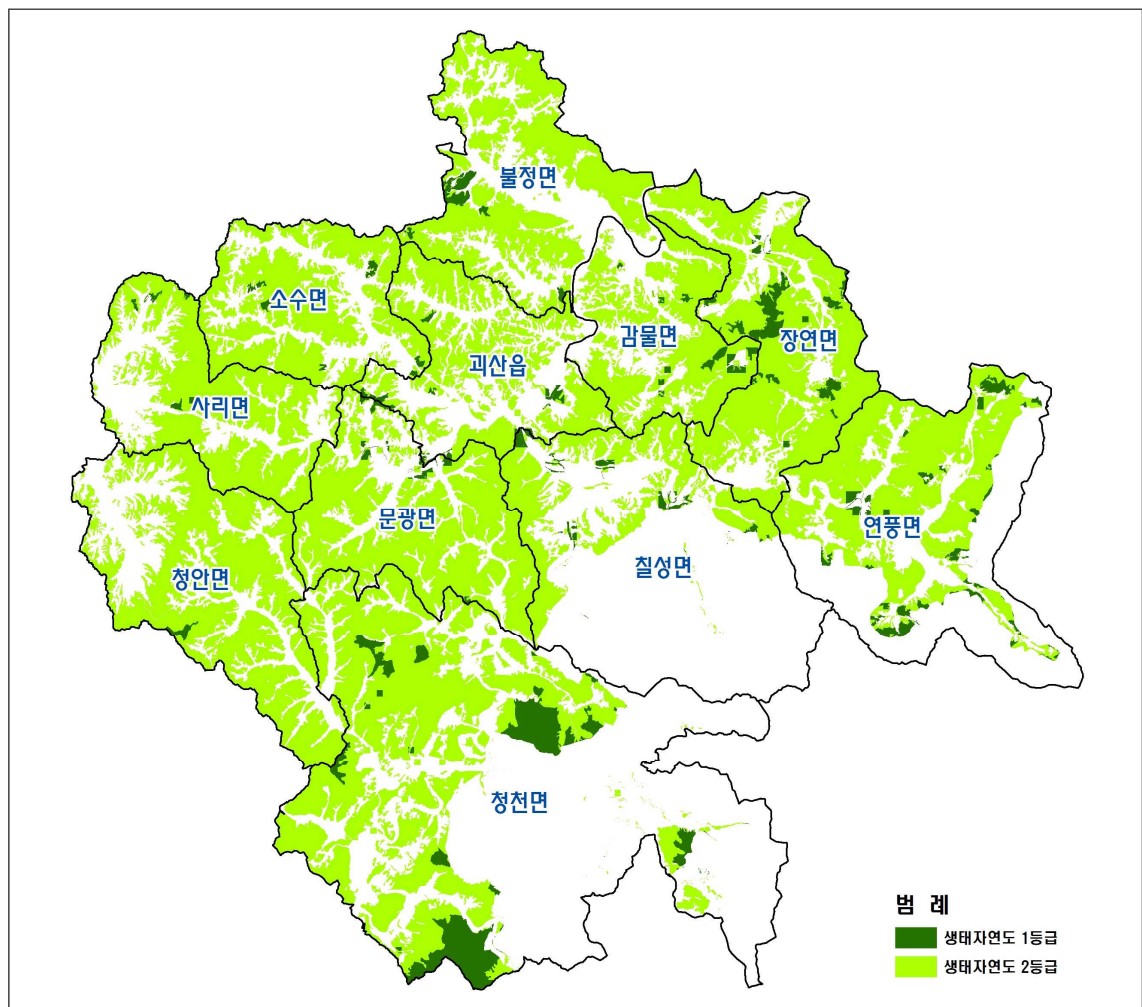 불정면
소수면
감물면
장연면
괴산읍
사리면
연풍면
문광면
칠성면
청안면
청천면
범 례
생태자연도 1등급
생태자연도 2등급